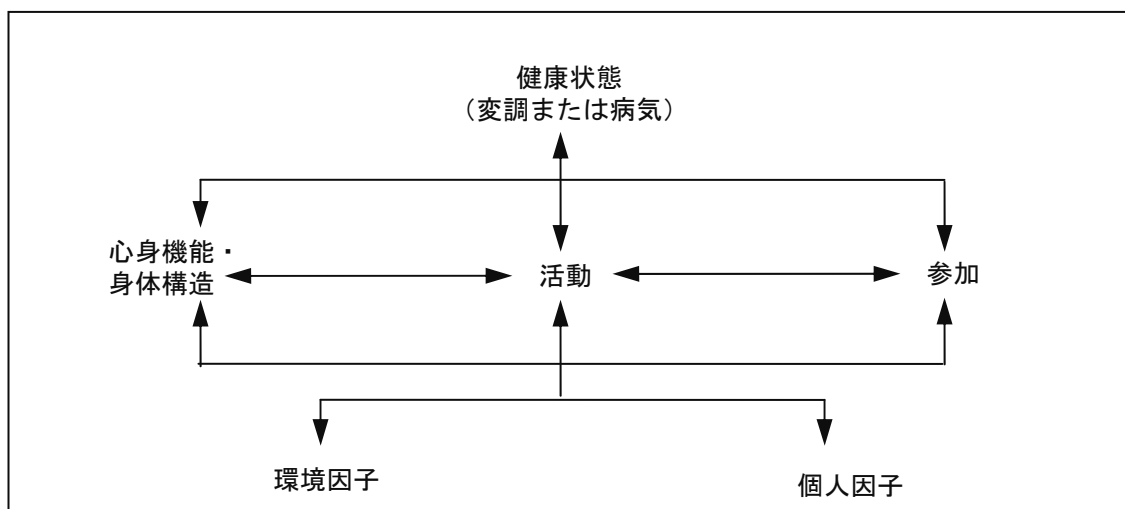 健康状態
（変調または病気）
心身機能・
身体構造
活動
参加
環境因子
個人因子